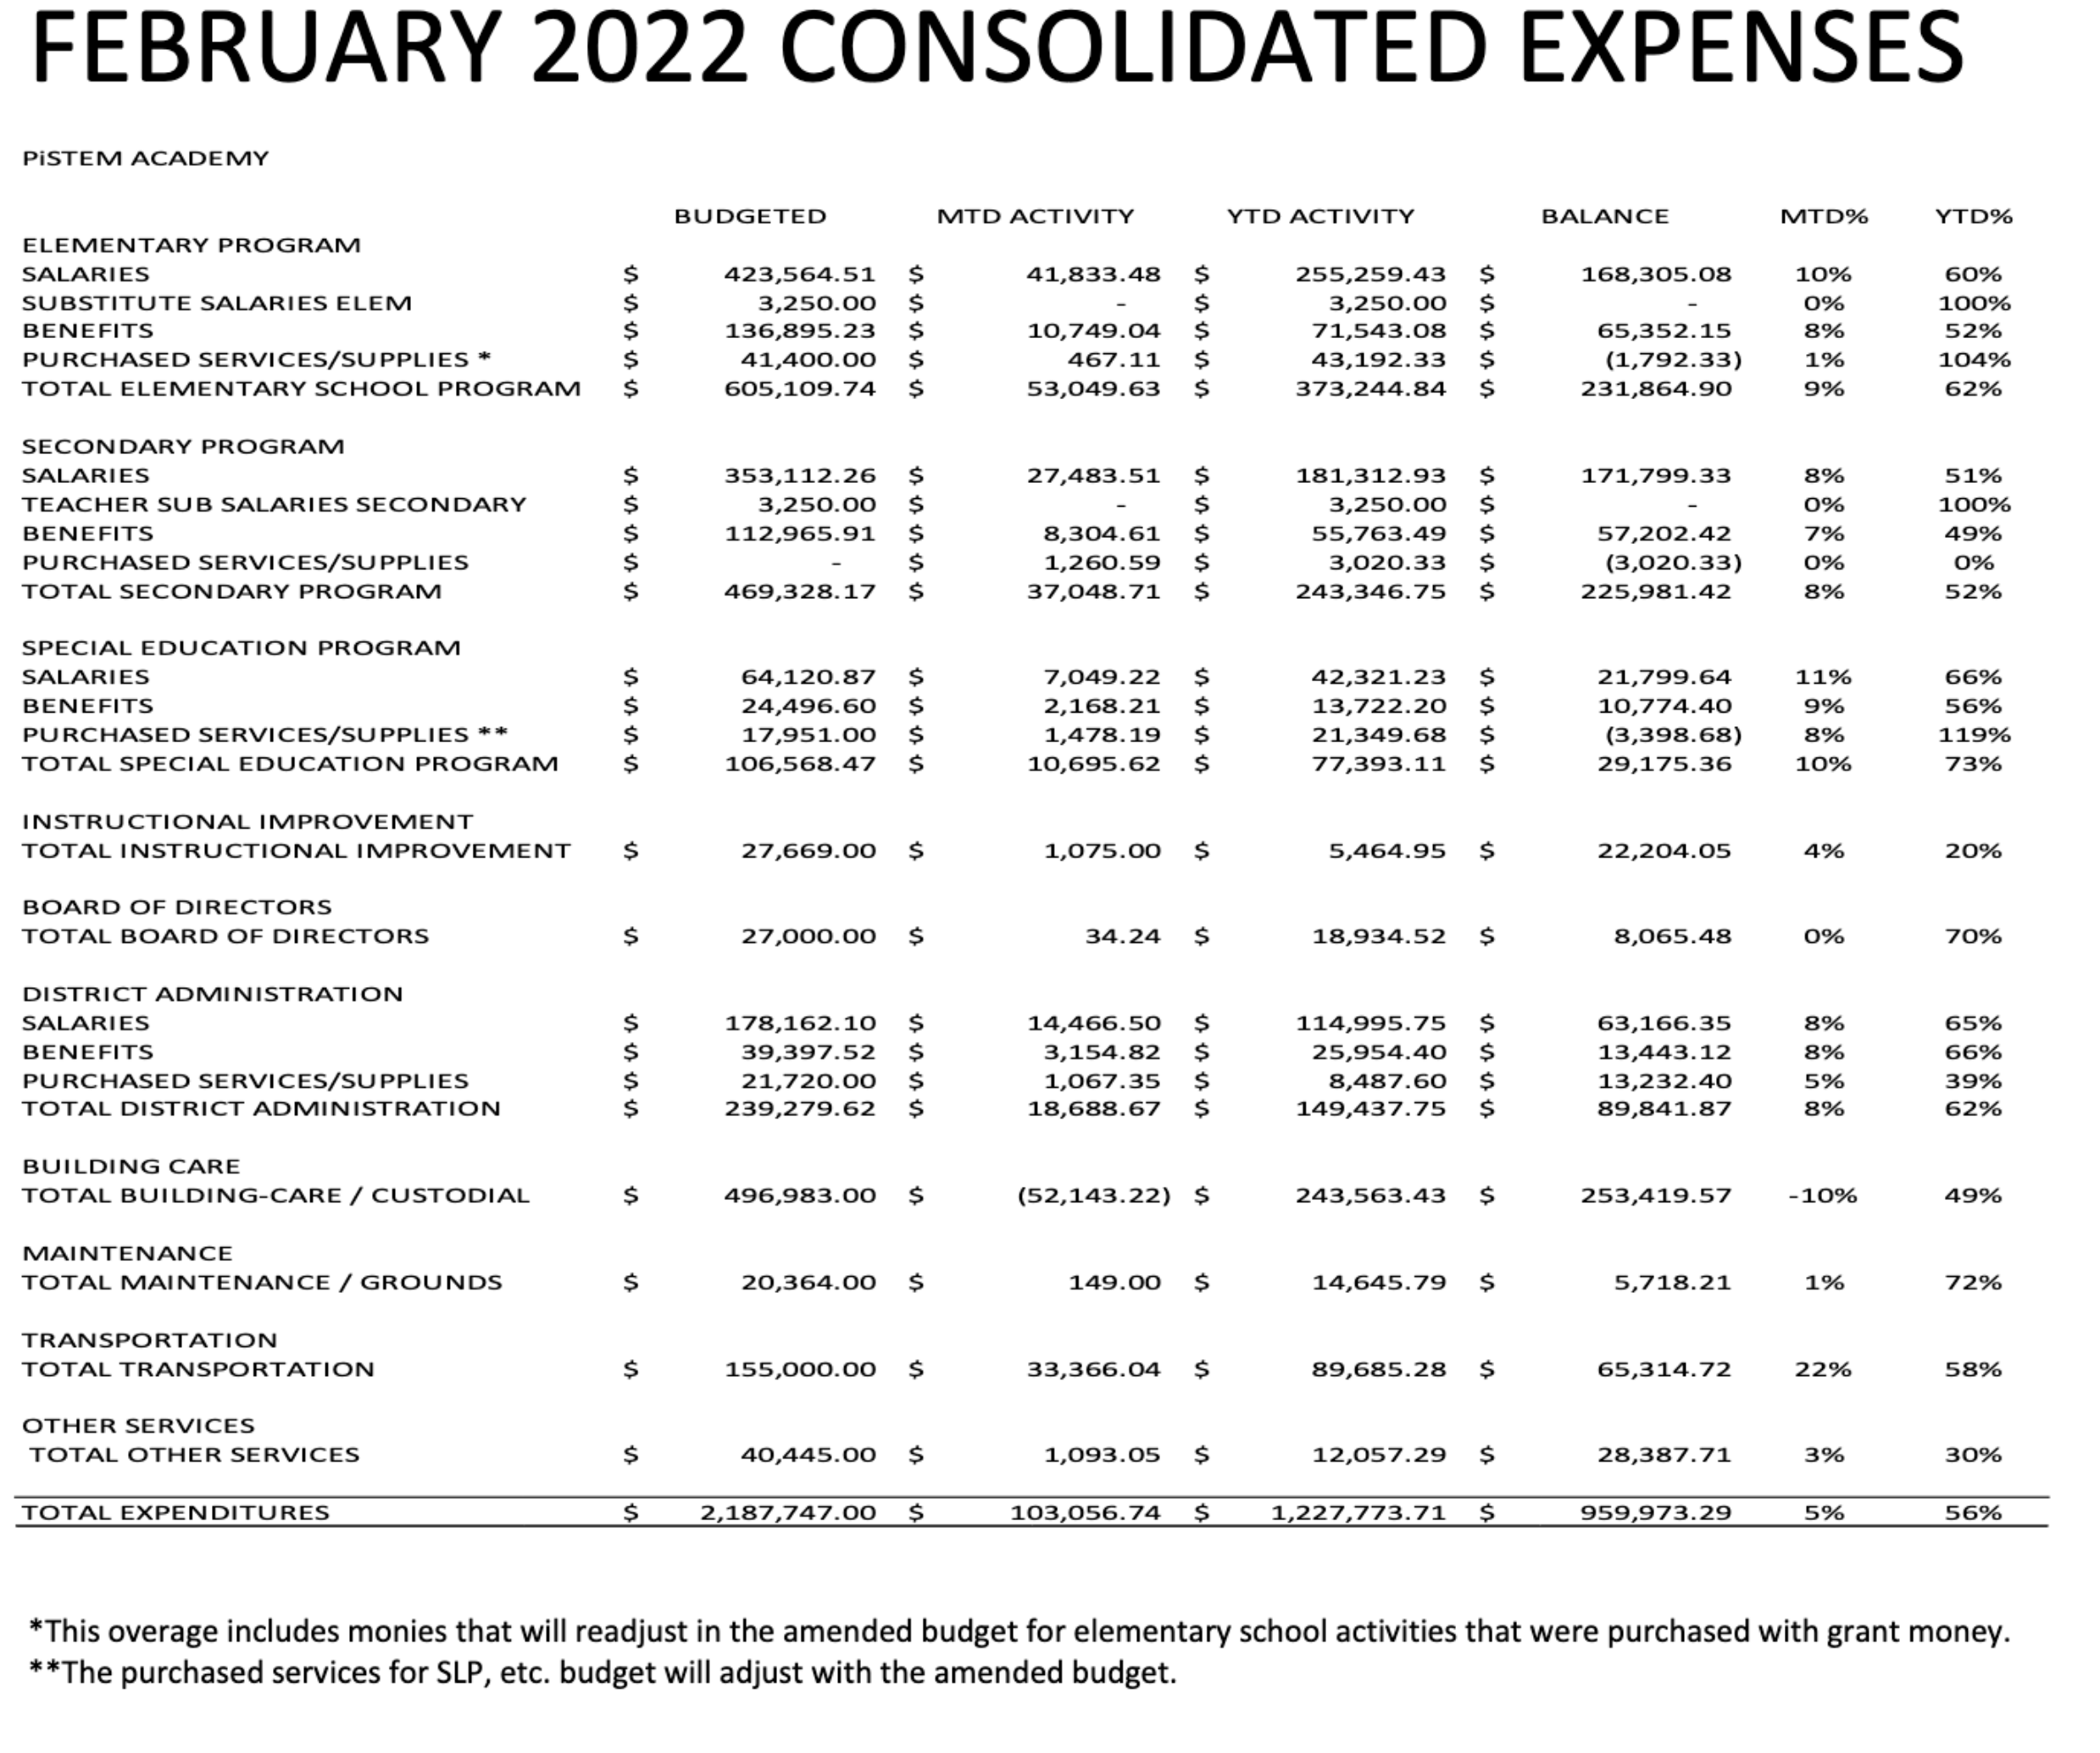 FEBRUARY 2022 CONSOLIDATED EXPENSES
PiSTEM ACADEMY
BUDGETED MTD ACTIVITY YTD ACTIVITY BALANCE MTD% YTD%
ELEMENTARY PROGRAM
SALARIES $ 423,564.51 $ 41,833.48 $ 255,259.43 $ 168,305.08 10% 60%
SUBSTITUTE SALARIES ELEM $ 3,250.00 $ - $ 3,250.00 $ - 0% 100%
BENEFITS $ 136,895.23 $ 10,749.04 $ 71,543.08 $ 65,352.15 8% 52%
PURCHASED SERVICES/SUPPLIES * $ 41,400.00 $ 467.11 $ 43,192.33 $ (1,792.33) 1% 104%
TOTAL ELEMENTARY SCHOOL PROGRAM $ 605,109.74 $ 53,049.63 $ 373,244.84 $ 231,864.90 9% 62%
SECONDARY PROGRAM
SALARIES $ 353,112.26 $ 27,483.51 $ 181,312.93 $ 171,799.33 8% 51%
TEACHER SUB SALARIES SECONDARY $ 3,250.00 $ - $ 3,250.00 $ - 0% 100%
BENEFITS $ 112,965.91 $ 8,304.61 $ 55,763.49 $ 57,202.42 7% 49%
PURCHASED SERVICES/SUPPLIES $ - $ 1,260.59 $ 3,020.33 $ (3,020.33) 0% 0%
TOTAL SECONDARY PROGRAM $ 469,328.17 $ 37,048.71 $ 243,346.75 $ 225,981.42 8% 52%
SPECIAL EDUCATION PROGRAM
SALARIES $ 64,120.87 $ 7,049.22 $ 42,321.23 $ 21,799.64 11% 66%
BENEFITS $ 24,496.60 $ 2,168.21 $ 13,722.20 $ 10,774.40 9% 56%
PURCHASED SERVICES/SUPPLIES ** $ 17,951.00 $ 1,478.19 $ 21,349.68 $ (3,398.68) 8% 119%
TOTAL SPECIAL EDUCATION PROGRAM $ 106,568.47 $ 10,695.62 $ 77,393.11 $ 29,175.36 10% 73%
INSTRUCTIONAL IMPROVEMENT
TOTAL INSTRUCTIONAL IMPROVEMENT $ 27,669.00 $ 1,075.00 $ 5,464.95 $ 22,204.05 4% 20%
BOARD OF DIRECTORS
TOTAL BOARD OF DIRECTORS $ 27,000.00 $ 34.24 $ 18,934.52 $ 8,065.48 0% 70%
DISTRICT ADMINISTRATION
SALARIES $ 178,162.10 $ 14,466.50 $ 114,995.75 $ 63,166.35 8% 65%
BENEFITS $ 39,397.52 $ 3,154.82 $ 25,954.40 $ 13,443.12 8% 66%
PURCHASED SERVICES/SUPPLIES $ 21,720.00 $ 1,067.35 $ 8,487.60 $ 13,232.40 5% 39%
TOTAL DISTRICT ADMINISTRATION $ 239,279.62 $ 18,688.67 $ 149,437.75 $ 89,841.87 8% 62%
BUILDING CARE
TOTAL BUILDING-CARE / CUSTODIAL $ 496,983.00 $ (52,143.22) $ 243,563.43 $ 253,419.57 -10% 49%
MAINTENANCE
TOTAL MAINTENANCE / GROUNDS $ 20,364.00 $ 149.00 $ 14,645.79 $ 5,718.21 1% 72%
TRANSPORTATION
TOTAL TRANSPORTATION $ 155,000.00 $ 33,366.04 $ 89,685.28 $ 65,314.72 22% 58%
OTHER SERVICES
TOTAL OTHER SERVICES $ 40,445.00 $ 1,093.05 $ 12,057.29 $ 28,387.71 3% 30%
TOTAL EXPENDITURES $ 2,187,747.00 $ 103,056.74 $ 1,227,773.71 $ 959,973.29 5% 56%
*This overage includes monies that will readjust in the amended budget for elementary school activities that were purchased with grant money.
**The purchased services for SLP, etc. budget will adjust with the amended budget.